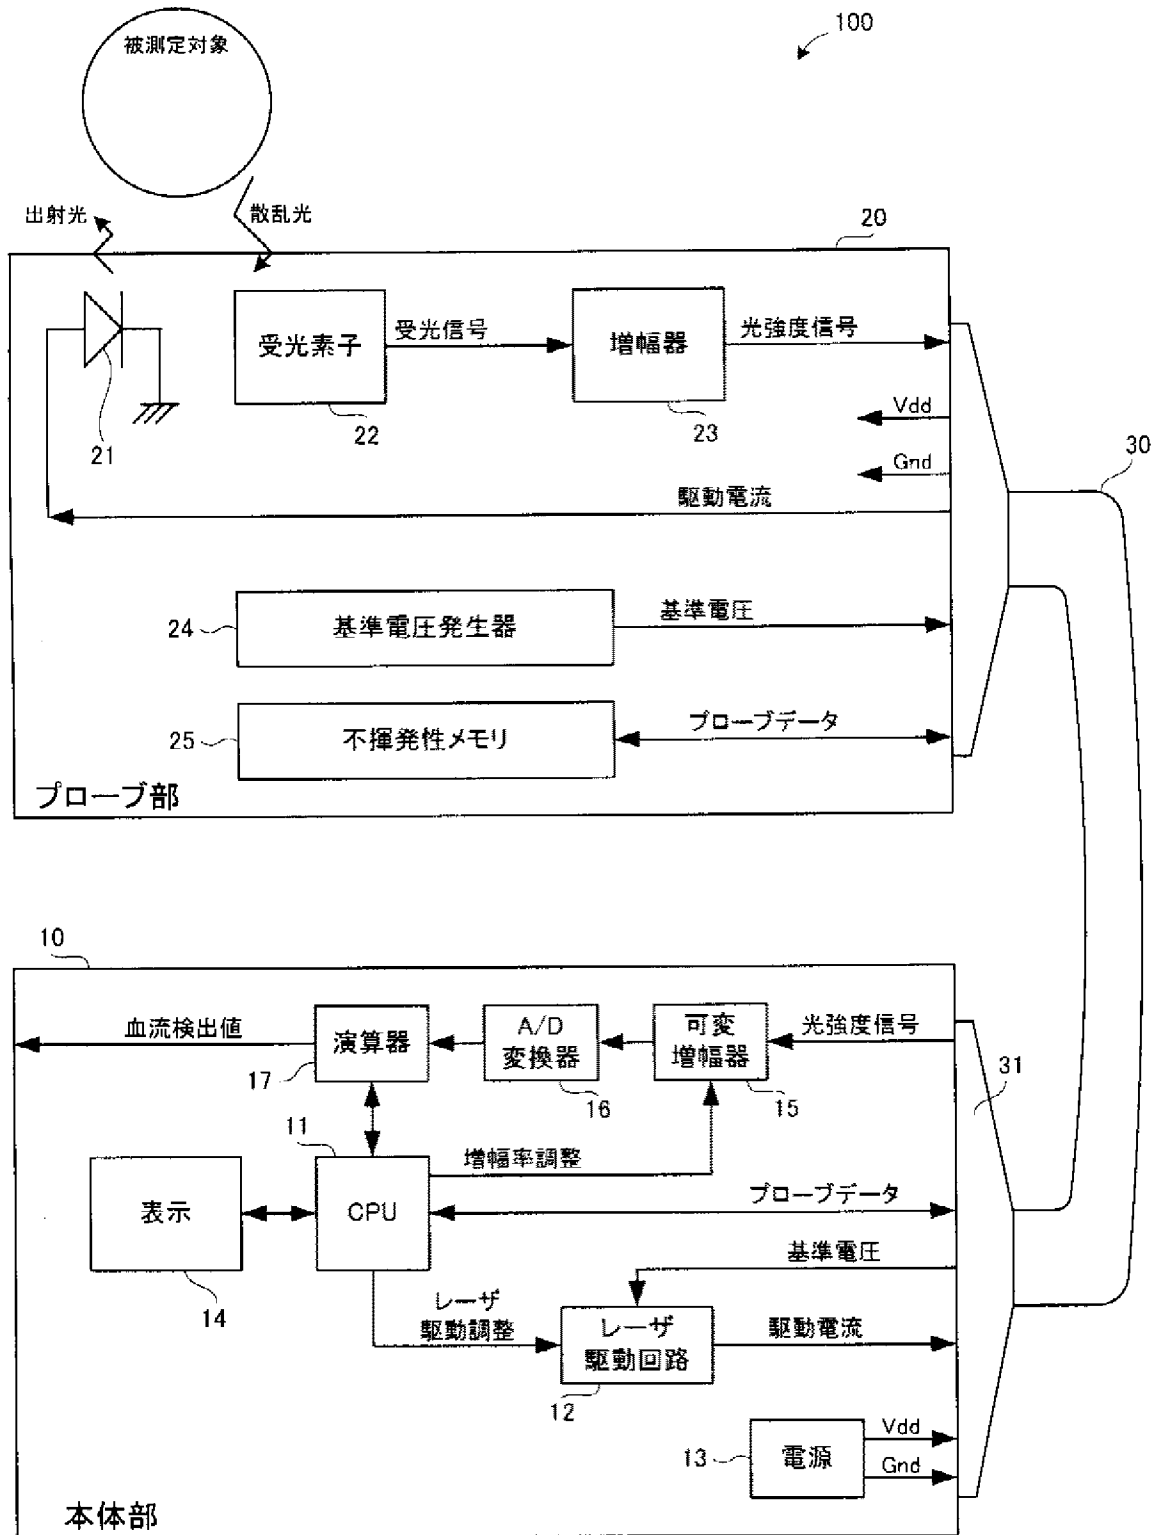 100
被測定対象
出射光
散乱光
20
受光素子
受光信号
増幅器
光強度信号
21
22
23
Vdd
Gnd
30
駆動電流
24
基準電圧発生器
基準電圧
25
不揮発性メモリ
プローブデータ
プローブ部
10
血流検出値
演算器
A/D
変換器
可変
増幅器
光強度信号
17
16
15
31
11
増幅率調整
表示
CPU
プローブデータ
基準電圧
14
レーザ
駆動調整
レーザ
駆動回路
駆動電流
12
13
電源
Vdd
Gnd
本体部